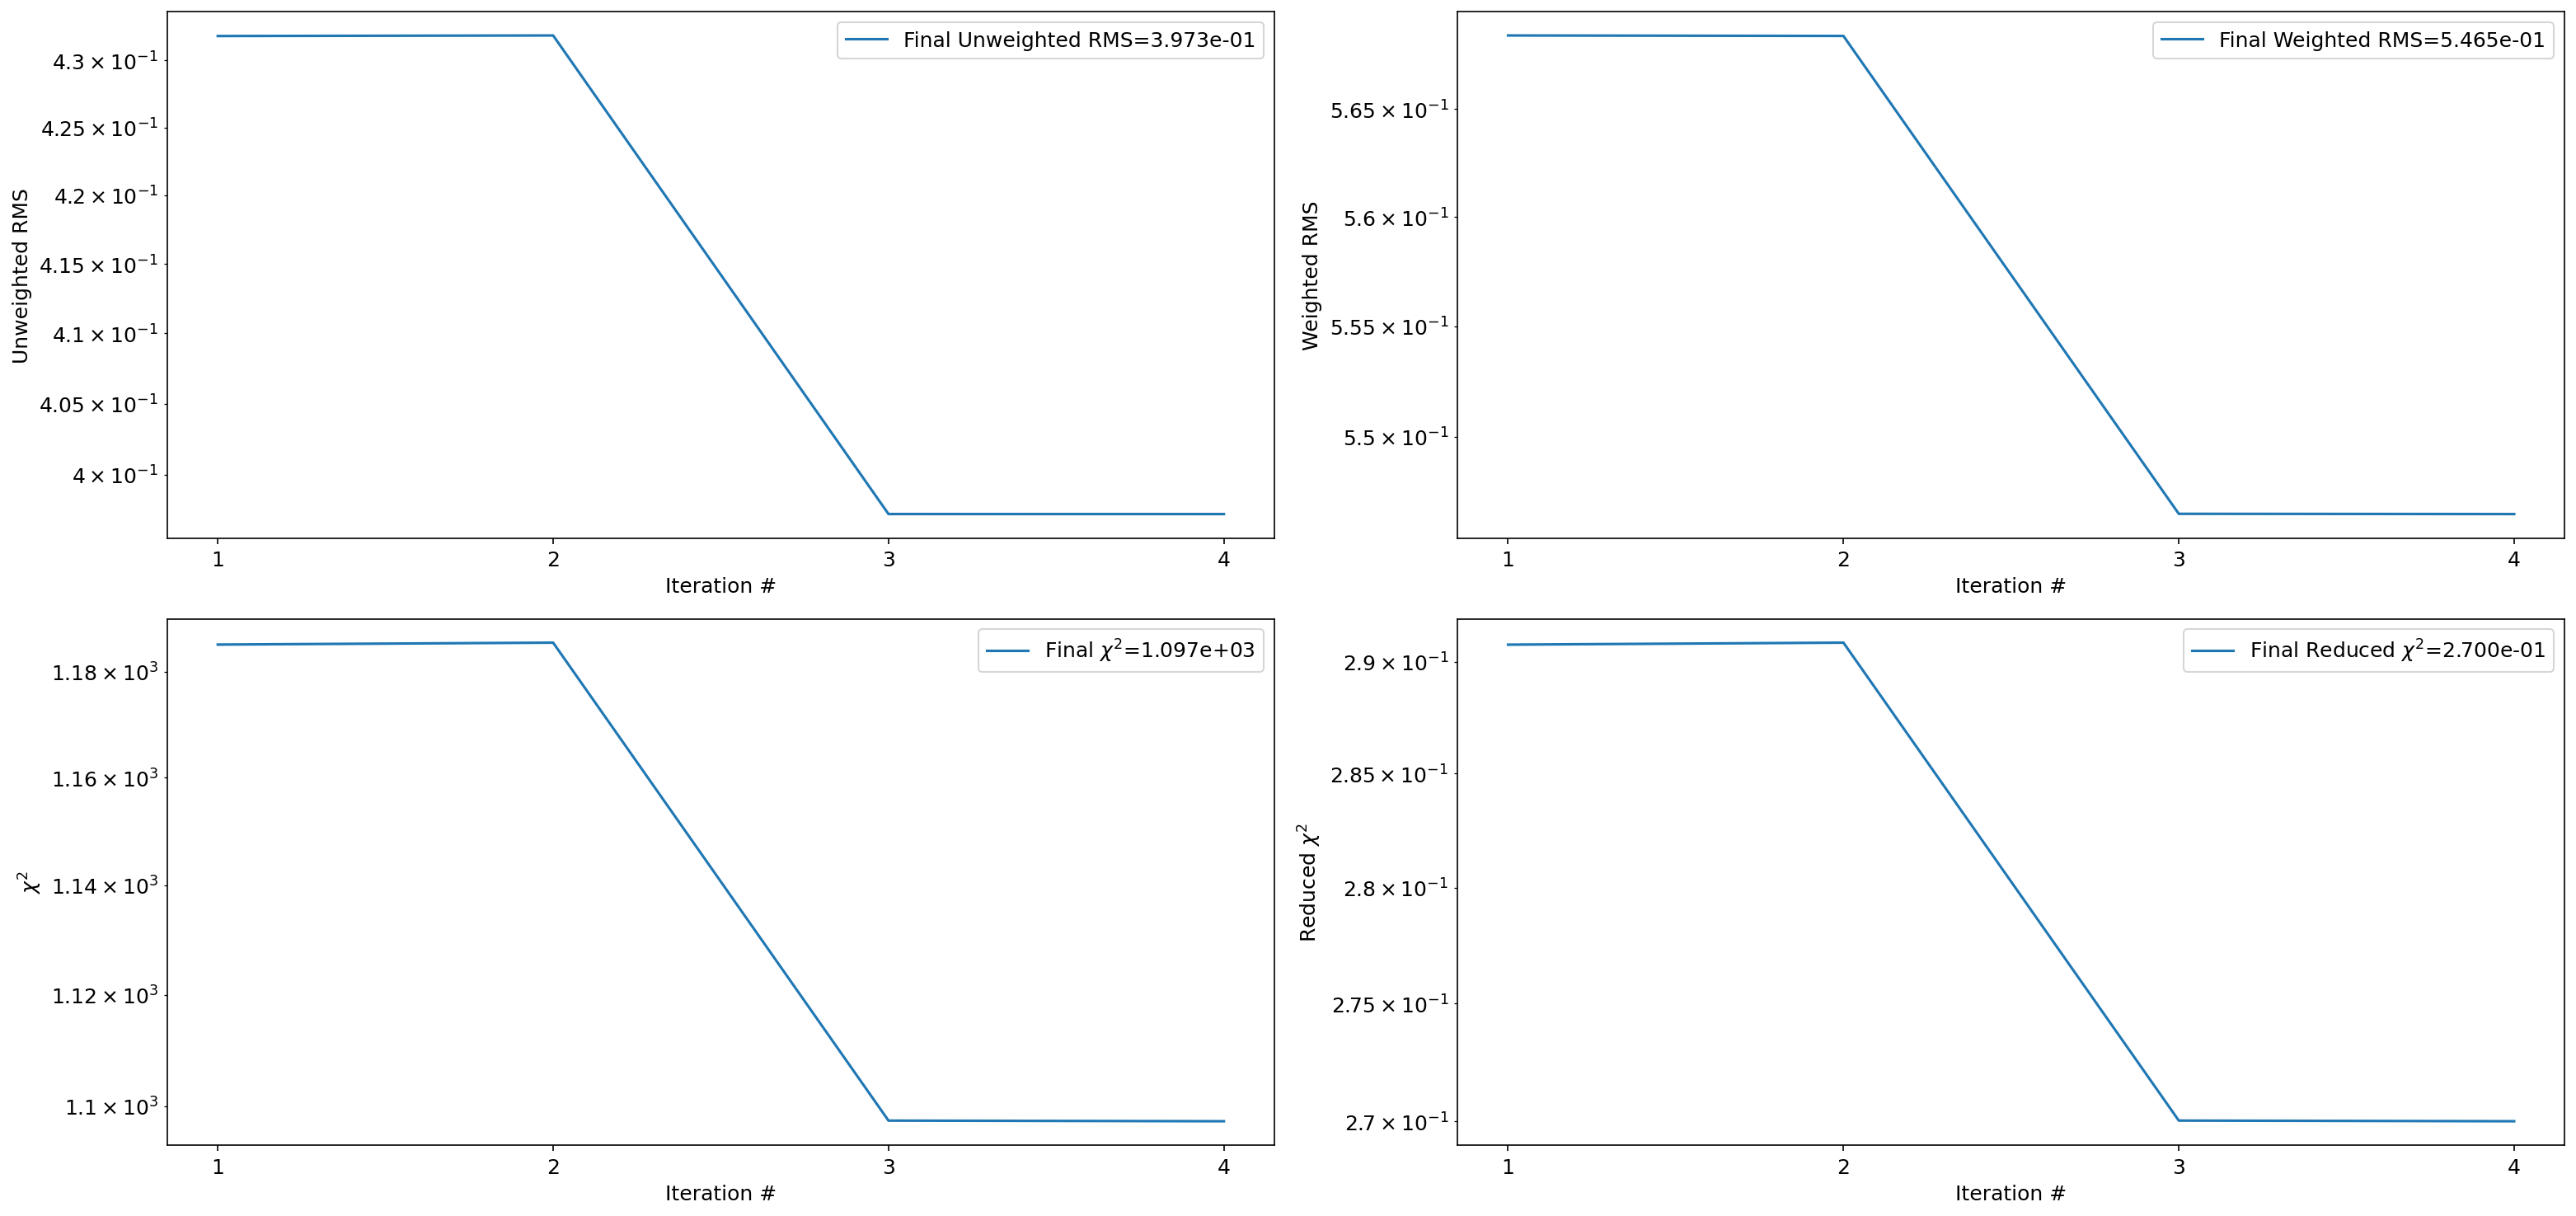 Final Unweighted RMS=3.973e-01
4.3 × 10⁻¹
4.25 × 10⁻¹
4.2 × 10⁻¹
4.15 × 10⁻¹
4.1 × 10⁻¹
4.05 × 10⁻¹
4 × 10⁻¹
Unweighted RMS
1 2 3 4
Iteration #
Final Weighted RMS=5.465e-01
5.65 × 10⁻¹
5.6 × 10⁻¹
5.55 × 10⁻¹
5.5 × 10⁻¹
Weighted RMS
1 2 3 4
Iteration #
Final χ²=1.097e+03
1.18 × 10³
1.16 × 10³
1.14 × 10³
1.12 × 10³
1.1 × 10³
χ²
1 2 3 4
Iteration #
Final Reduced χ²=2.700e-01
2.9 × 10⁻¹
2.85 × 10⁻¹
2.8 × 10⁻¹
2.75 × 10⁻¹
2.7 × 10⁻¹
Reduced χ²
1 2 3 4
Iteration #